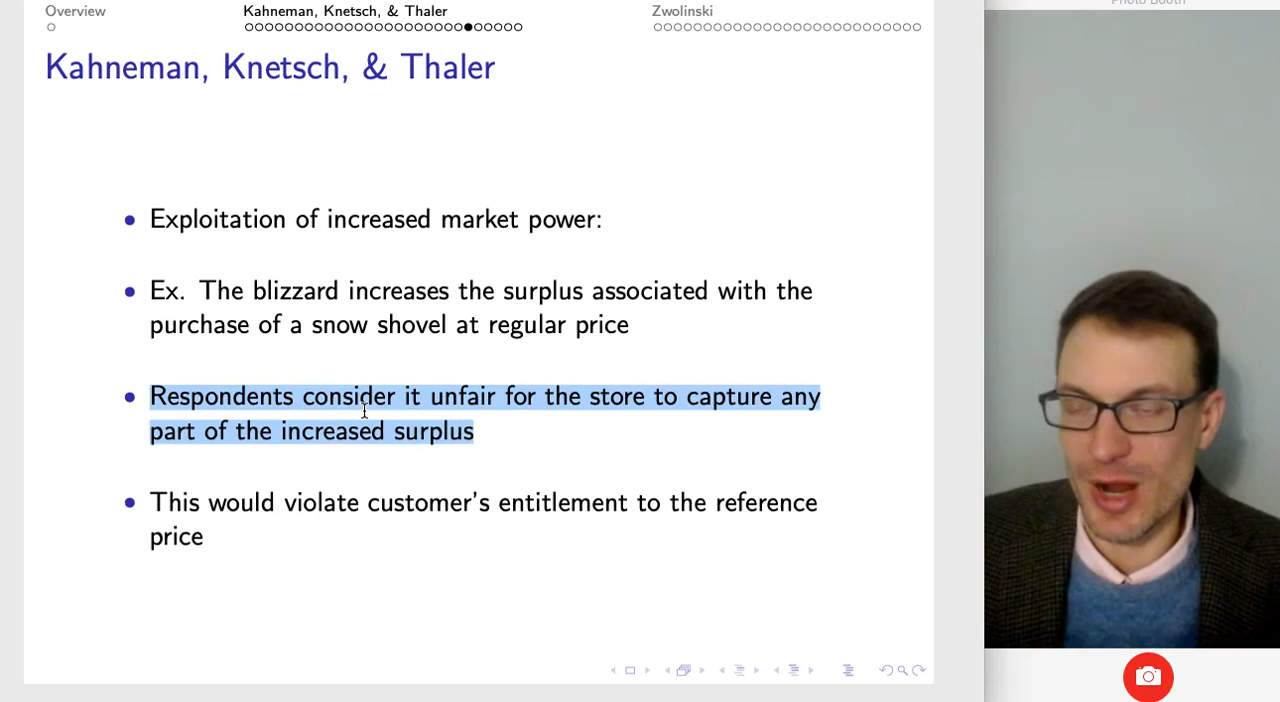 Overview
Kahneman, Knetsch, & Thaler
Zwolinski
Photo Booth
Kahneman, Knetsch, & Thaler
Exploitation of increased market power:
Ex. The blizzard increases the surplus associated with the
purchase of a snow shovel at regular price
Respondents consider it unfair for the store to capture any
part of the increased surplus
This would violate customer's entitlement to the reference
price